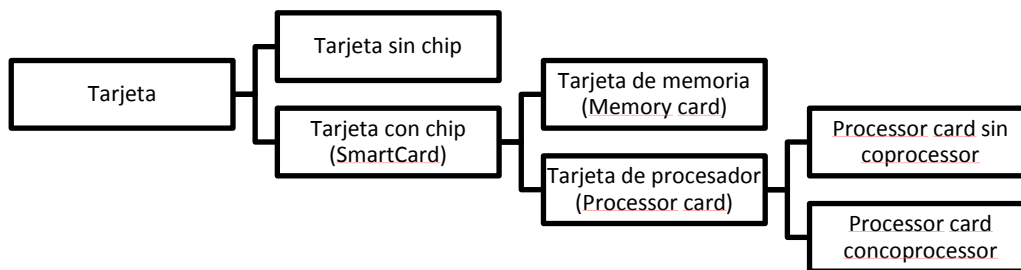 Tarjeta
Tarjeta sin chip
Tarjeta con chip
(SmartCard)
Tarjeta de memoria
(Memory card)
Tarjeta de procesador
(Processor card)
Processor card sin
coprocessor
Processor card
concoprocessor